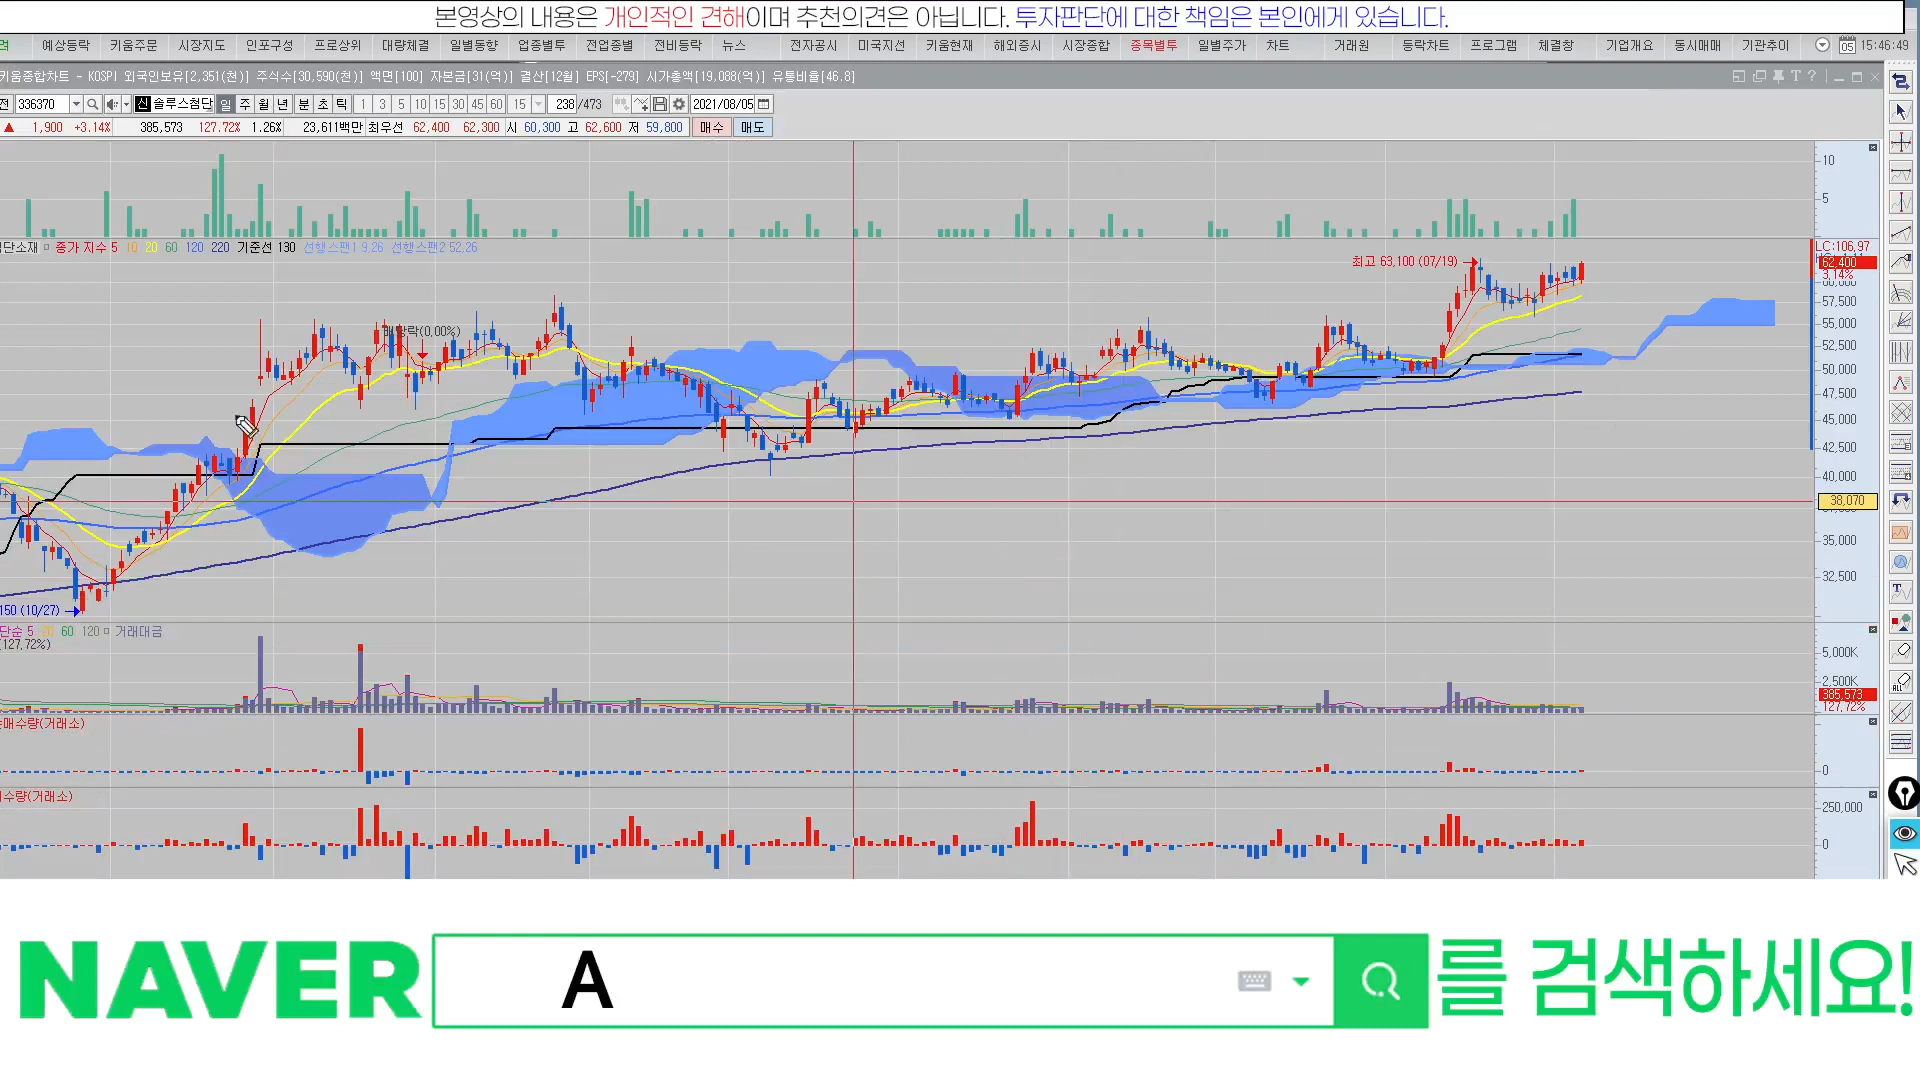 본영상의 내용은 개인적인 견해이며 추천의견은 아닙니다. 투자판단에 대한 책임은 본인에게 있습니다.
예상등락 키움주문 시장지도 인포구성 프로상위 대량체결 일별동향 업종별투 전업종별 전비등락 뉴스 전자공시 미국지선 키움현재 해외증시 시장종합 종목별투 일별주가 차트 거래원 등락차트 프로그램 체결창 기업개요 동시매매 기관추이 05 15:46:49
키움종합차트 - KOSPI 외국인보유[2,351(천)] 주식수[30,590(천)] 액면[100] 자본금[31(억)] 결산[12월] EPS[-279] 시가총액[19,088(억)] 유통비율[46.8]
전 336370 신 솔루스첨단 일 주 월 년 분 초 틱 1 3 5 10 15 30 45 60 15 238 /473 2021/08/05
▲ 1,900 +3.14% 385,573 127.72% 1.26% 23,611백만 최우선 62,400 62,300 시 60,300 고 62,600 저 59,800 매수 매도
10
5
첨단소재 종가 지수 5 10 20 60 120 220 기준선 130 선행스팬1 9,26 선행스팬2 52,26
LC:106,97
최고 63,100 (07/19) →
62,400
3,14%
57,500
배당락(0,00%)
55,000
52,500
50,000
47,500
45,000
42,500
40,000
38,070
35,000
32,500
150 (10/27) →
단순 5 20 60 120 거래대금
(127,72%)
5,000K
2,500K
385,573
127,72%
매수량(거래소)
0
수량(거래소)
250,000
0
NAVER A 를 검색하세요!